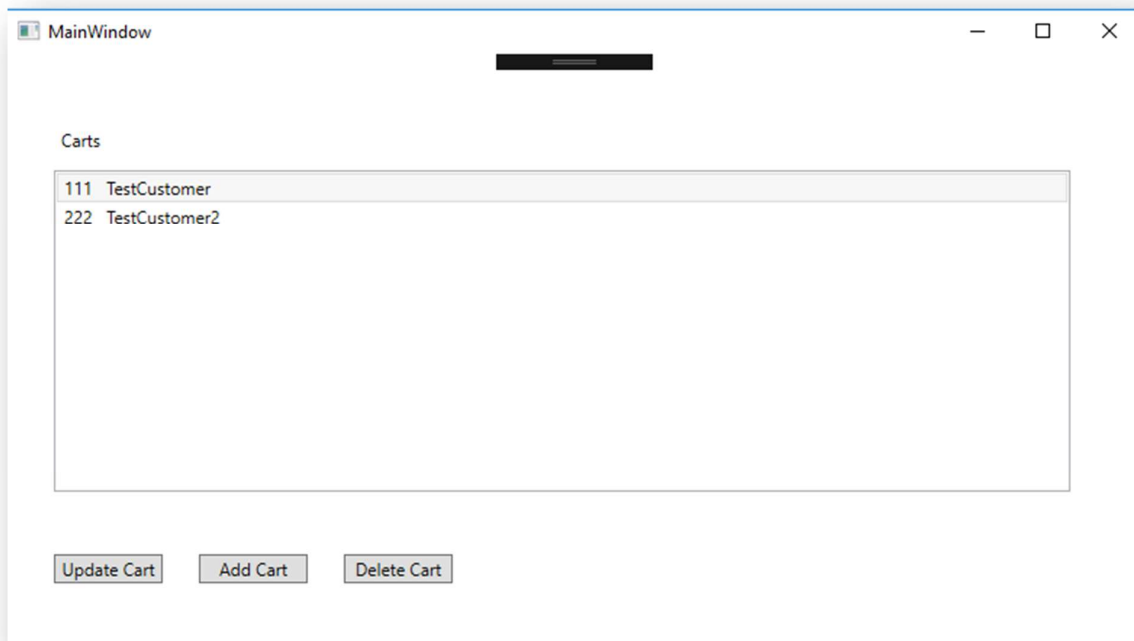 MainWindow
Carts
111 TestCustomer
222 TestCustomer2
Update Cart Add Cart Delete Cart